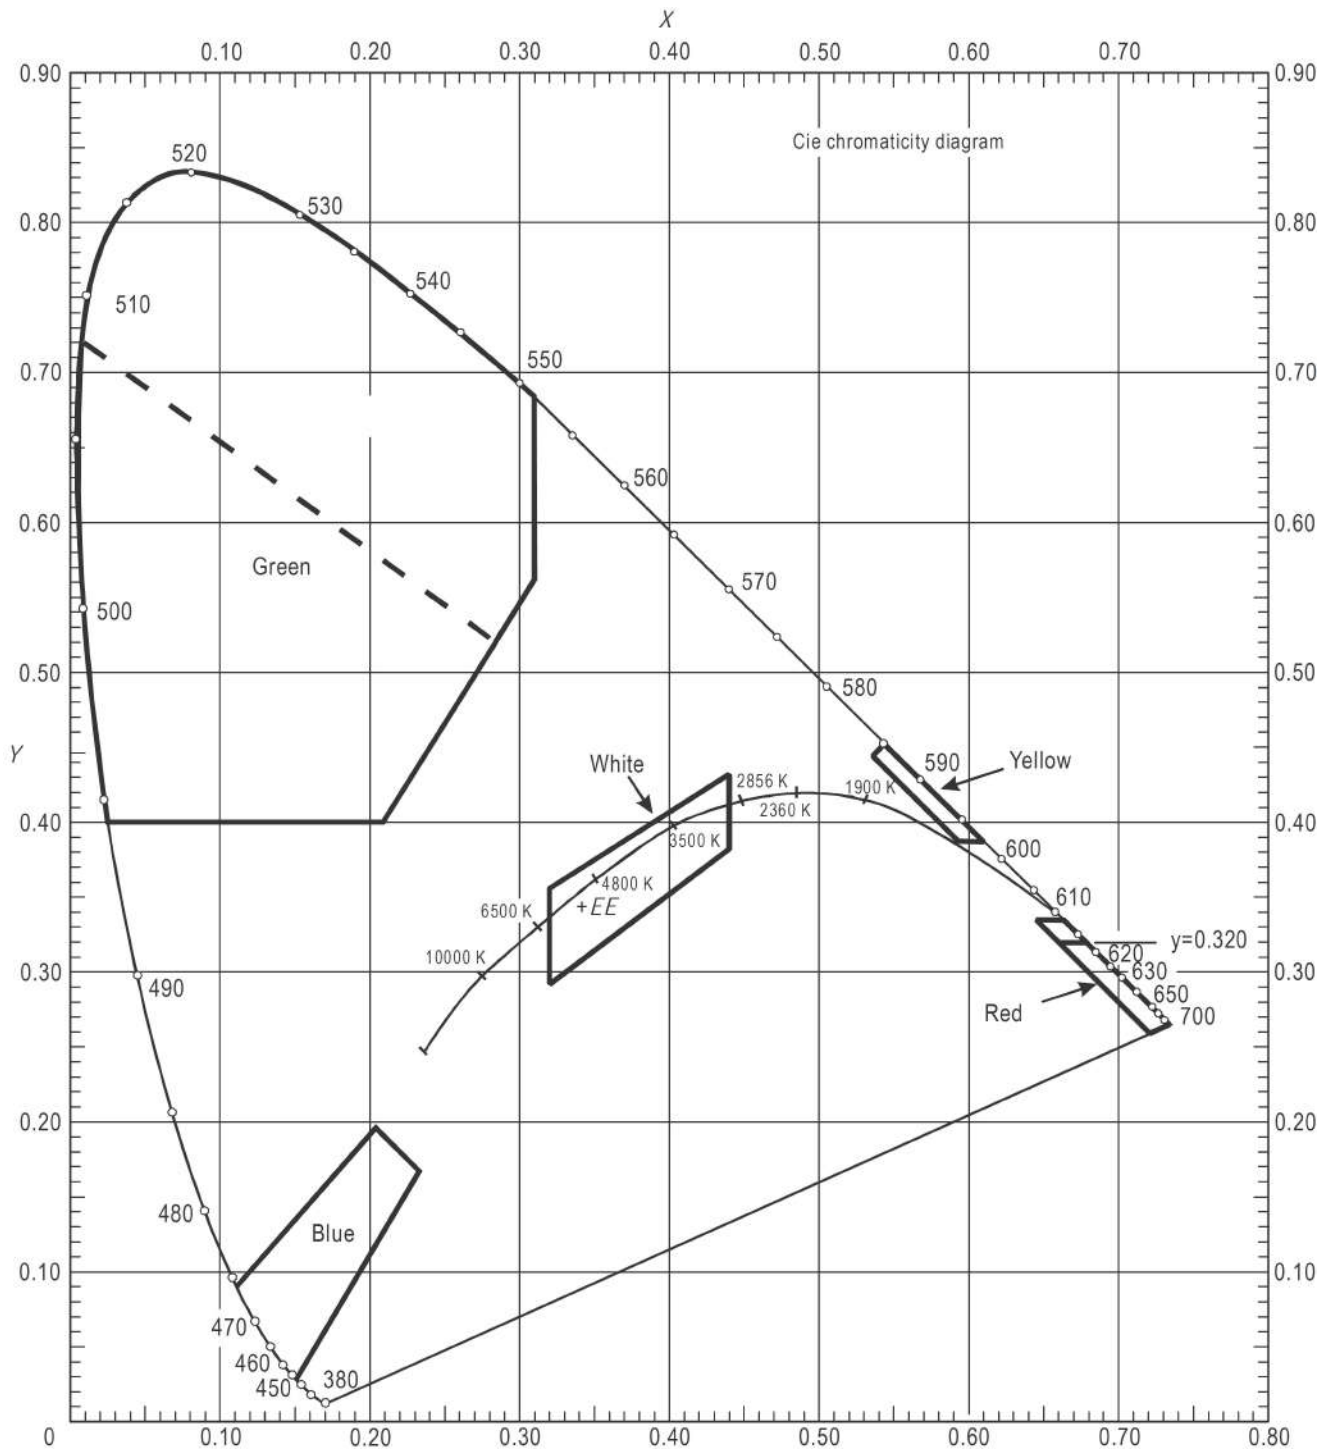 X
0.10 0.20 0.30 0.40 0.50 0.60 0.70
0.90 0.90
Cie chromaticity diagram
520
530
0.80 0.80
540
510
550
0.70 0.70
560
0.60 0.60
Green
570
500
0.50 0.50
580
Y
White
590 Yellow
2856 K
1900 K
2360 K
0.40 0.40
3500 K
600
4800 K
610
+EE
6500 K
y=0.320
620
10000 K
0.30 630 0.30
490
650
Red
700
0.20 0.20
480
Blue
0.10 0.10
470
460
450 380
0
0 0.10 0.20 0.30 0.40 0.50 0.60 0.70 0.80